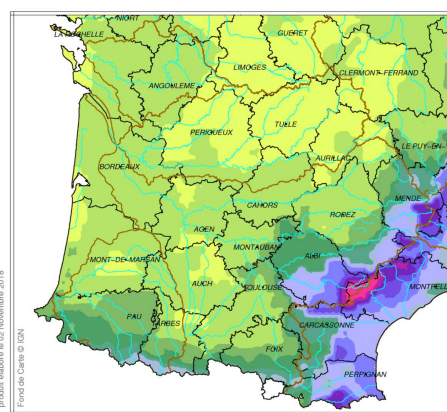 NIORT
GUERET
LA ROCHELLE
LIMOGES
CLERMONT-FERRAND
ANGOULEME
PERIGUEUX
TULLE
LE PUY-EN-
AURILLAC
BORDEAUX
MENDE
CAHORS
RODEZ
AGEN
MONTAUBAN
ALBI
MONT-DE-MARSAN
AUCH
TOULOUSE
MONTPELL
PAU
TARBES
CARCASSONNE
FOIX
PERPIGNAN
produit élaboré le 02 Novembre 2018
Fond de Carte © IGN